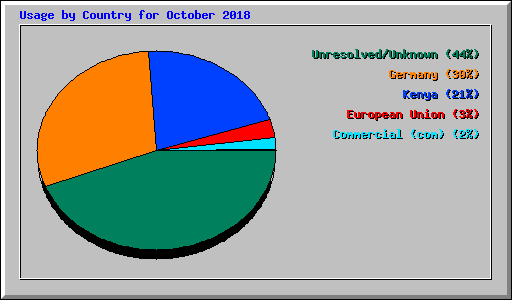 Usage by Country for October 2018
Unresolved/Unknown (44%)
Germany (30%)
Kenya (21%)
European Union (3%)
Commercial (com) (2%)